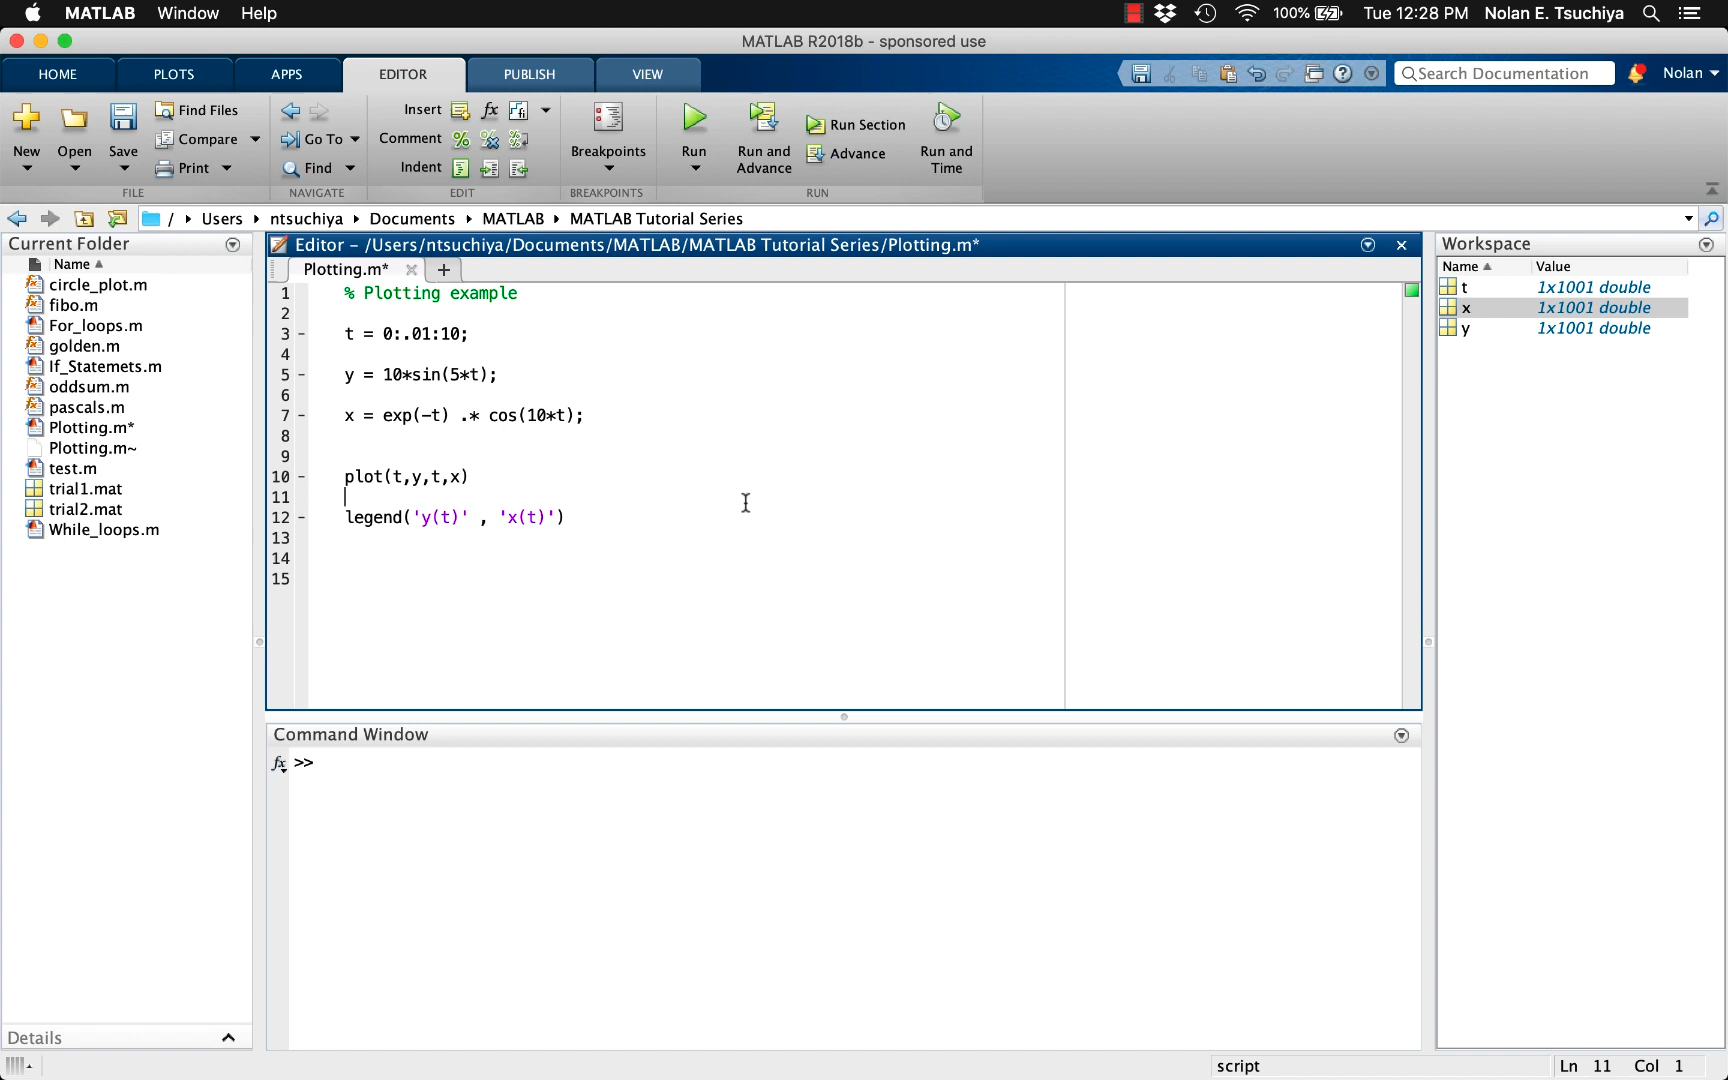 MATLAB Window Help 100% Tue 12:28 PM Nolan E. Tsuchiya
MATLAB R2018b - sponsored use
HOME PLOTS APPS EDITOR PUBLISH VIEW Search Documentation Nolan
New Open Save Find Files Compare Print Go To Find Insert fx fi Comment % % % Indent Breakpoints Run Run and Advance Run Section Advance Run and Time
FILE NAVIGATE EDIT BREAKPOINTS RUN
/ Users ntsuchiya Documents MATLAB MATLAB Tutorial Series
Current Folder
Name
circle_plot.m
fibo.m
For_loops.m
golden.m
If_Statemets.m
oddsum.m
pascals.m
Plotting.m*
Plotting.m~
test.m
trial1.mat
trial2.mat
While_loops.m
Details
Editor - /Users/ntsuchiya/Documents/MATLAB/MATLAB Tutorial Series/Plotting.m*
Plotting.m* +
1 % Plotting example
2
3 - t = 0:.01:10;
4
5 - y = 10*sin(5*t);
6
7 - x = exp(-t) .* cos(10*t);
8
9
10 - plot(t,y,t,x)
11
12 - legend('y(t)' , 'x(t)')
13
14
15
Command Window
fx >>
Workspace
Name Value
t 1x1001 double
x 1x1001 double
y 1x1001 double
script Ln 11 Col 1